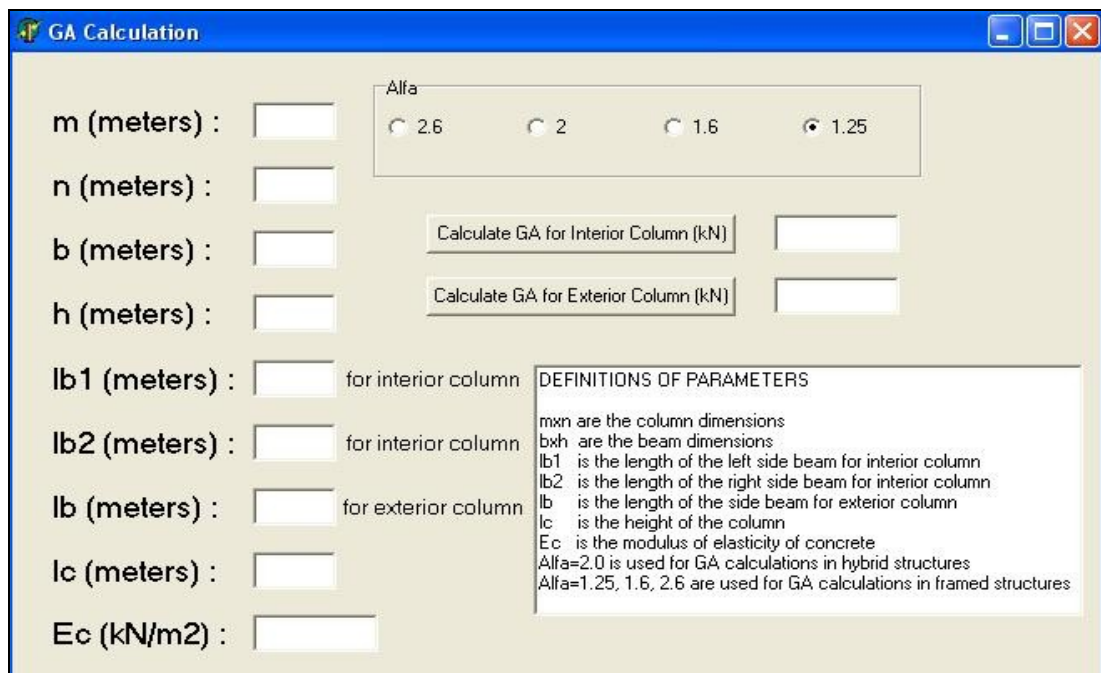 GA Calculation
Alfa
m (meters) :
2.6 2 1.6 1.25
n (meters) :
Calculate GA for Interior Column (kN)
b (meters) :
Calculate GA for Exterior Column (kN)
h (meters) :
lb1 (meters) : for interior column
lb2 (meters) : for interior column
lb (meters) : for exterior column
lc (meters) :
Ec (kN/m2) :
DEFINITIONS OF PARAMETERS
mxn are the column dimensions
bxh are the beam dimensions
lb1 is the length of the left side beam for interior column
lb2 is the length of the right side beam for interior column
lb is the length of the side beam for exterior column
lc is the height of the column
Ec is the modulus of elasticity of concrete
Alfa=2.0 is used for GA calculations in hybrid structures
Alfa=1.25, 1.6, 2.6 are used for GA calculations in framed structures